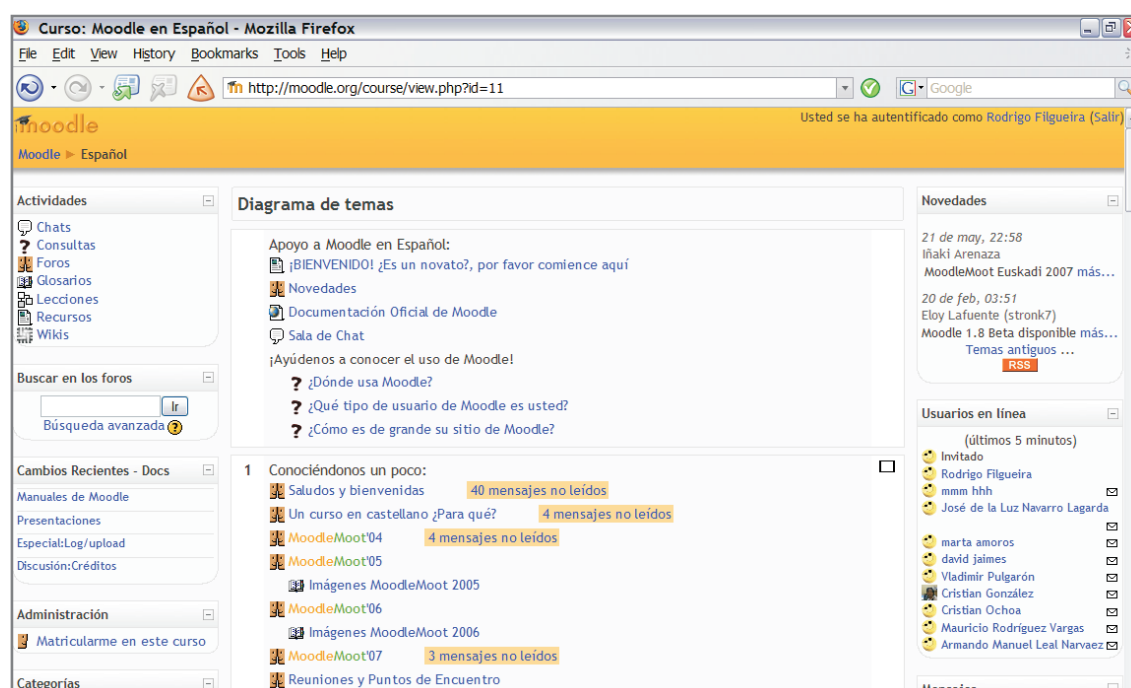 Curso: Moodle en Español - Mozilla Firefox
File Edit View History Bookmarks Tools Help
http://moodle.org/course/view.php?id=11
G Google
moodle
Usted se ha autentificado como Rodrigo Filgueira (Salir)
Moodle ► Español
Actividades
Chats
Consultas
Foros
Glosarios
Lecciones
Recursos
Wikis
Buscar en los foros
Ir
Búsqueda avanzada ?
Cambios Recientes - Docs
Manuales de Moodle
Presentaciones
Especial:Log/upload
Discusión:Créditos
Administración
Matricularme en este curso
Categorías
Diagrama de temas
Apoyo a Moodle en Español:
¡BIENVENIDO! ¿Es un novato?, por favor comience aquí
Novedades
Documentación Oficial de Moodle
Sala de Chat
¡Ayúdenos a conocer el uso de Moodle!
? ¿Dónde usa Moodle?
? ¿Qué tipo de usuario de Moodle es usted?
? ¿Cómo es de grande su sitio de Moodle?
1 Conociéndonos un poco:
Saludos y bienvenidas 40 mensajes no leídos
Un curso en castellano ¿Para qué? 4 mensajes no leídos
MoodleMoot'04 4 mensajes no leídos
MoodleMoot'05
Imágenes MoodleMoot 2005
MoodleMoot'06
Imágenes MoodleMoot 2006
MoodleMoot'07 3 mensajes no leídos
Reuniones y Puntos de Encuentro
Novedades
21 de may, 22:58
Iñaki Arenaza
MoodleMoot Euskadi 2007 más...
20 de feb, 03:51
Eloy Lafuente (stronk7)
Moodle 1.8 Beta disponible más...
Temas antiguos ...
RSS
Usuarios en línea
(últimos 5 minutos)
Invitado
Rodrigo Filgueira
mmm hhh
José de la Luz Navarro Lagarda
marta amoros
david jaimes
Vladimir Pulgarón
Cristian González
Cristian Ochoa
Mauricio Rodríguez Vargas
Armando Manuel Leal Narvaez